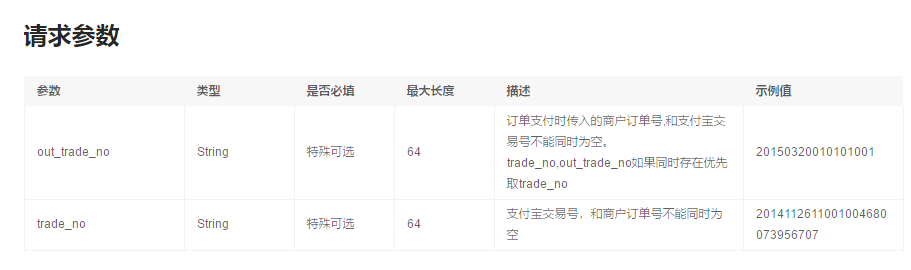 请求参数
参数 类型 是否必填 最大长度 描述 示例值
订单支付时传入的商户订单号,和支付宝交
易号不能同时为空。
out_trade_no String 特殊可选 64 20150320010101001
trade_no,out_trade_no如果同时存在优先
取trade_no
支付宝交易号，和商户订单号不能同时为 2014112611001004680
trade_no String 特殊可选 64
空 073956707